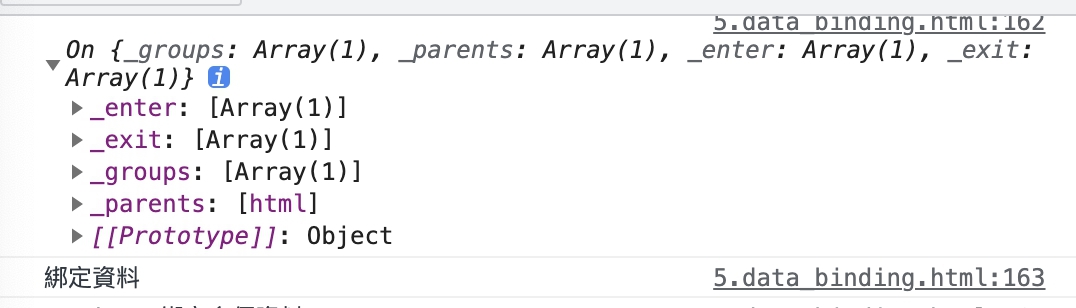 5.data_binding.html:162
On {_groups: Array(1), _parents: Array(1), _enter: Array(1), _exit:
Array(1)} i
_enter: [Array(1)]
_exit: [Array(1)]
_groups: [Array(1)]
_parents: [html]
[[Prototype]]: Object
綁定資料 5.data_binding.html:163